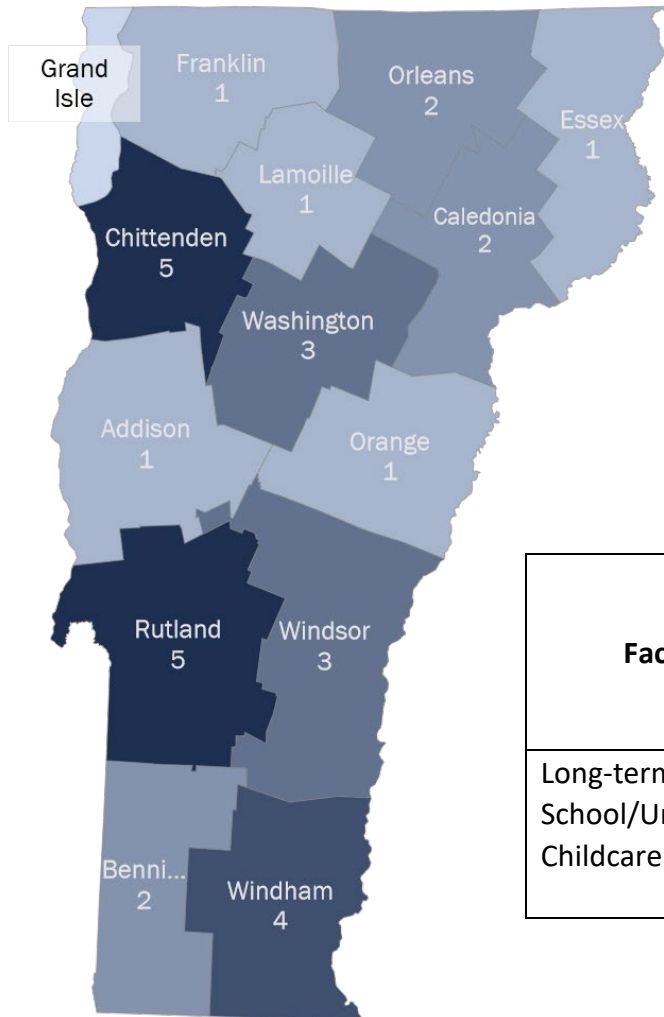 Grand
Isle
Franklin
1
Orleans
2
Essex
1
Lamoille
1
Caledonia
2
Chittenden
5
Washington
3
Addison
1
Orange
1
Rutland
5
Windsor
3
Benni...
2
Windham
4
Fac
Long-term
School/Un
Childcare